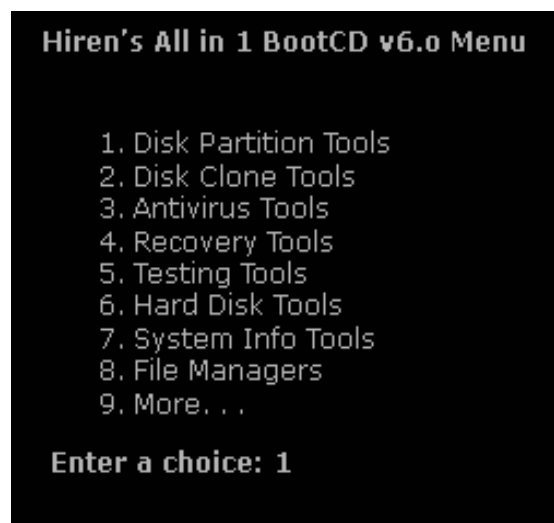 Hiren's All in 1 BootCD v6.o Menu
1. Disk Partition Tools
2. Disk Clone Tools
3. Antivirus Tools
4. Recovery Tools
5. Testing Tools
6. Hard Disk Tools
7. System Info Tools
8. File Managers
9. More. . .
Enter a choice: 1